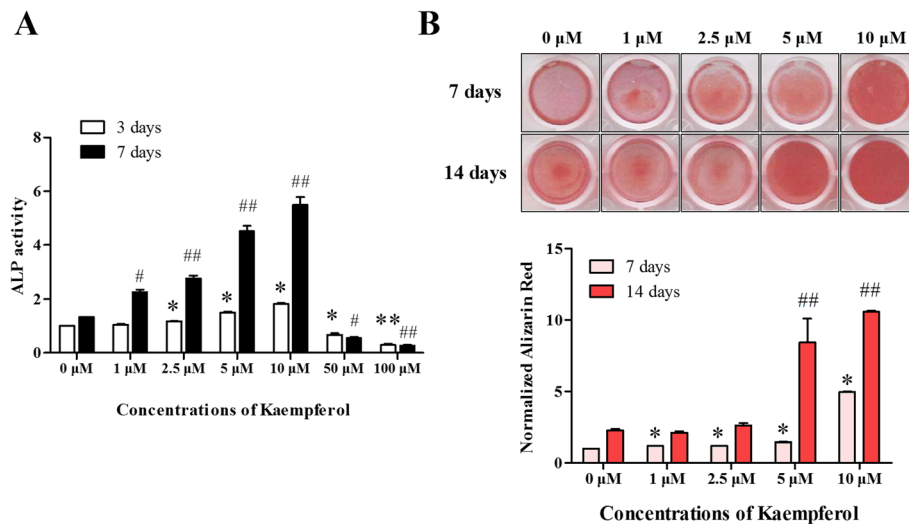 A
3 days
7 days
8
6
4
2
0
ALP activity
#
*
##
*
##
*
##
*
#
**
##
0 μM 1 μM 2.5 μM 5 μM 10 μM 50 μM 100 μM
Concentrations of Kaempferol
B
0 μM 1 μM 2.5 μM 5 μM 10 μM
7 days
14 days
7 days
14 days
15
10
5
0
Normalized Alizarin Red
*
*
*
##
*
##
0 μM 1 μM 2.5 μM 5 μM 10 μM
Concentrations of Kaempferol